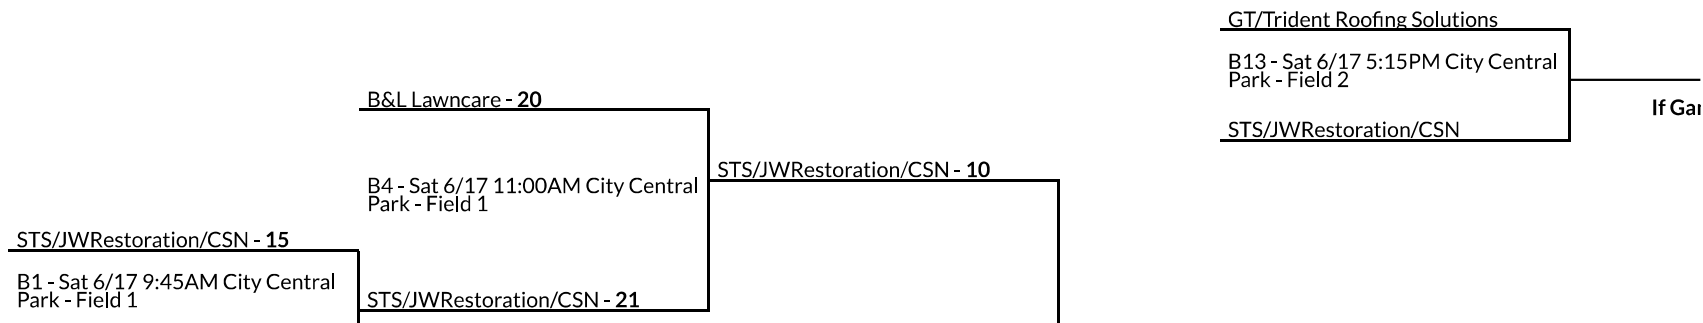 GT/Trident Roofing Solutions
B13 - Sat 6/17 5:15PM City Central
Park - Field 2
If Gar
STS/JWRestoration/CSN
B&L Lawncare - 20
B4 - Sat 6/17 11:00AM City Central
Park - Field 1
STS/JWRestoration/CSN - 10
STS/JWRestoration/CSN - 15
B1 - Sat 6/17 9:45AM City Central
Park - Field 1
STS/JWRestoration/CSN - 21